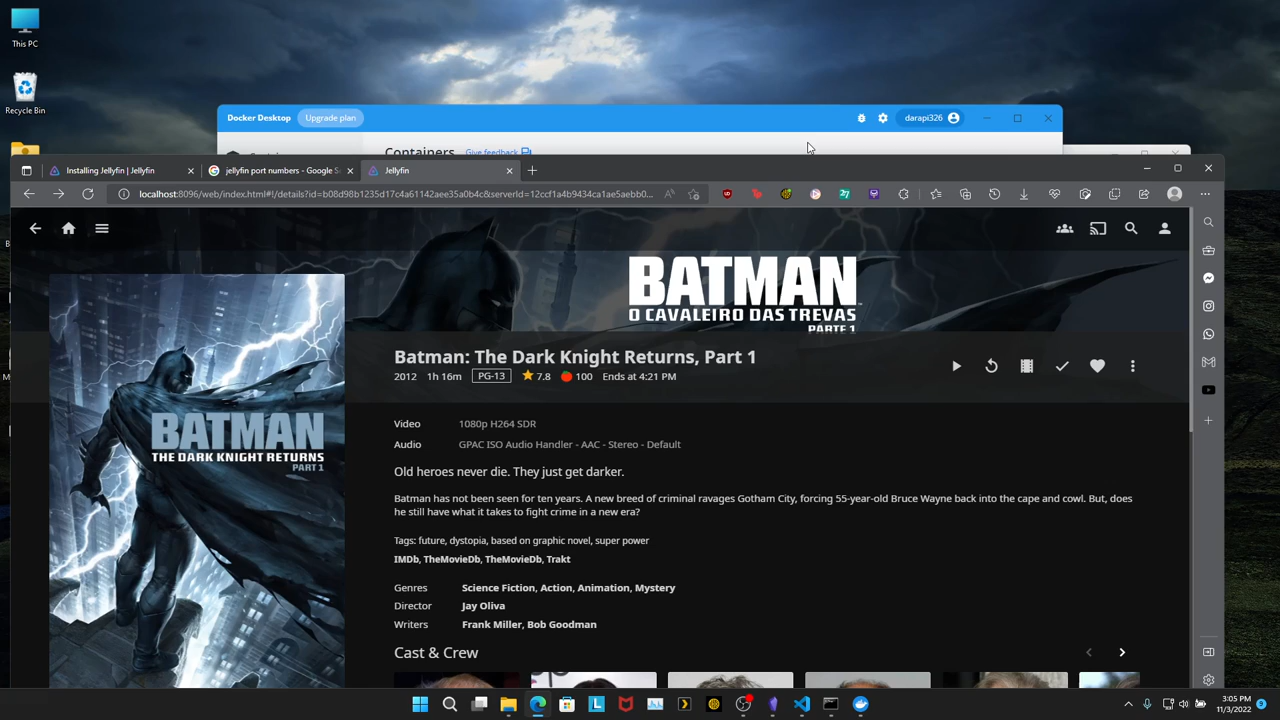 This PC
Recycle Bin
Docker Desktop
Upgrade plan
darapi326
Containers
Give feedback
Installing Jellyfin | Jellyfin
jellyfin port numbers - Google S
Jellyfin
localhost:8096/web/index.html#!/details?id=b08d98b1235d17c4a61142aee35a0b4c&serverId=12ccf1a4b9434ca1ae5aebb0...
BATMAN
O CAVALEIRO DAS TREVAS
PARTE 1
Batman: The Dark Knight Returns, Part 1
2012 1h 16m PG-13 7.8 100 Ends at 4:21 PM
BATMAN
THE DARK KNIGHT RETURNS
PART 1
Video 1080p H264 SDR
Audio GPAC ISO Audio Handler - AAC - Stereo - Default
Old heroes never die. They just get darker.
Batman has not been seen for ten years. A new breed of criminal ravages Gotham City, forcing 55-year-old Bruce Wayne back into the cape and cowl. But, does
he still have what it takes to fight crime in a new era?
Tags: future, dystopia, based on graphic novel, super power
IMDb, TheMovieDb, TheMovieDb, Trakt
Genres Science Fiction, Action, Animation, Mystery
Director Jay Oliva
Writers Frank Miller, Bob Goodman
Cast & Crew
3:05 PM
11/3/2022